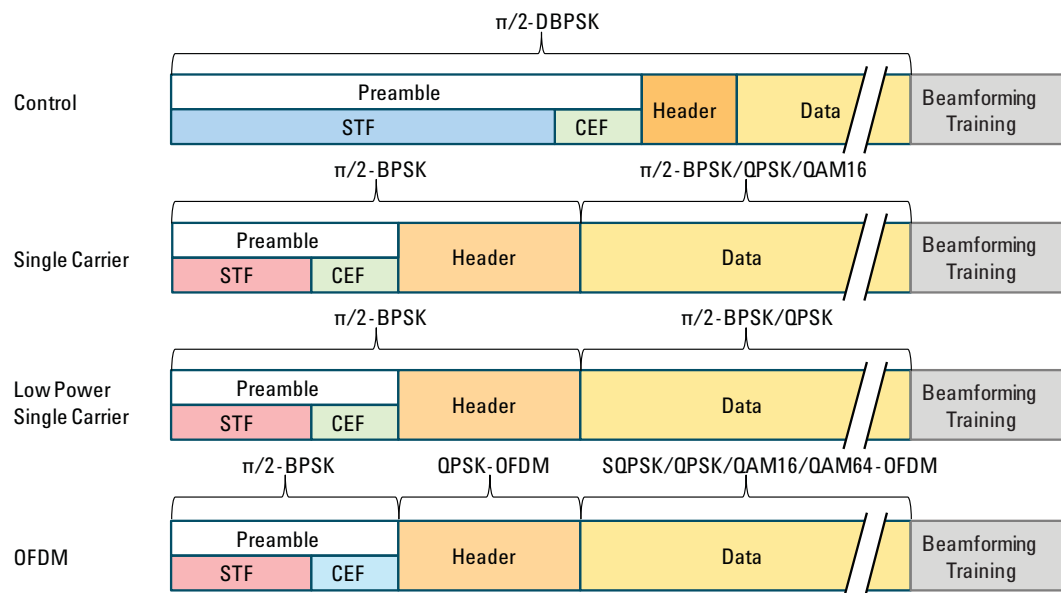 π/2-DBPSK
Control
Preamble
STF
CEF
Header
Data
Beamforming
Training
π/2-BPSK
π/2-BPSK/QPSK/QAM16
Single Carrier
Preamble
STF
CEF
Header
Data
Beamforming
Training
π/2-BPSK
π/2-BPSK/QPSK
Low Power
Single Carrier
Preamble
STF
CEF
Header
Data
Beamforming
Training
π/2-BPSK
QPSK-OFDM
SQPSK/QPSK/QAM16/QAM64-OFDM
OFDM
Preamble
STF
CEF
Header
Data
Beamforming
Training